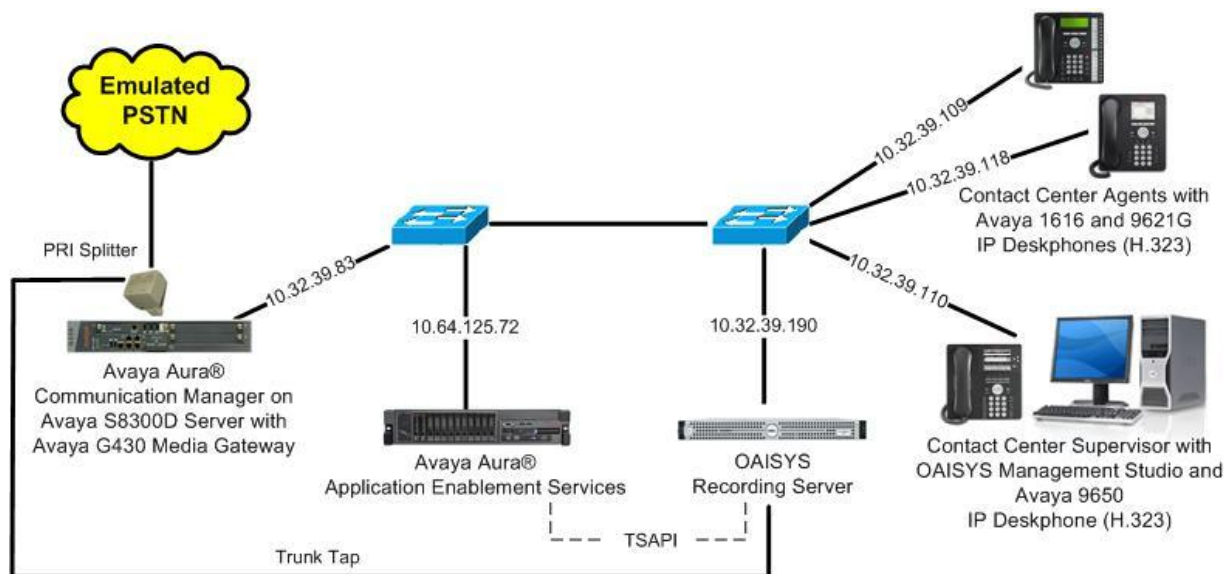 Emulated
PSTN
PRI Splitter
10.32.39.83
Avaya Aura®
Communication Manager on
Avaya S8300D Server with
Avaya G430 Media Gateway
10.64.125.72
Avaya Aura®
Application Enablement Services
10.32.39.190
OAISYS
Recording Server
TSAPI
Trunk Tap
10.32.39.109
10.32.39.118
Contact Center Agents with
Avaya 1616 and 9621G
IP Deskphones (H.323)
10.32.39.110
Contact Center Supervisor with
OAISYS Management Studio and
Avaya 9650
IP Deskphone (H.323)